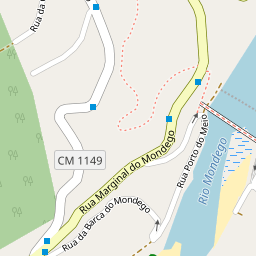 Rua da
CM 1149
Rua Marginal do Mondego
Rua da Barca do Mondego
Rua Porto do Meio
Rio Mondego